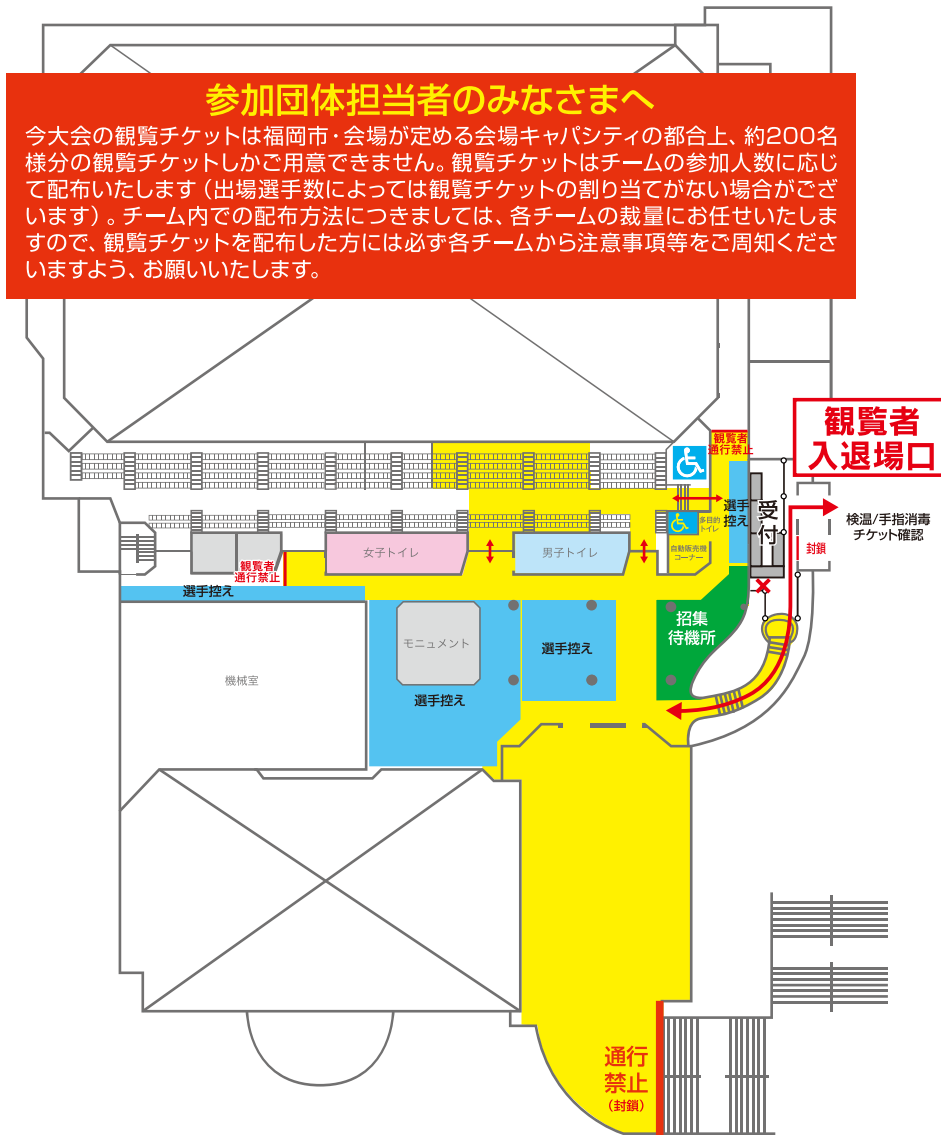 参加団体担当者のみなさまへ
今大会の観覧チケットは福岡市・会場が定める会場キャパシティの都合上、約200名
様分の観覧チケットしかご用意できません。観覧チケットはチームの参加人数に応じ
て配布いたします（出場選手数によっては観覧チケットの割り当てがない場合がござ
います）。チーム内での配布方法につきましては、各チームの裁量にお任せいたしま
すので、観覧チケットを配布した方には必ず各チームから注意事項等をご周知くださ
いますよう、お願いいたします。
観覧者
入退場口
観覧者
通行禁止
選手
控え
受付
検温/手指消毒
チケット確認
封鎖
多目的
トイレ
自動販売機
コーナー
女子トイレ
男子トイレ
観覧者
通行禁止
選手控え
招集
待機所
モニュメント
選手控え
機械室
選手控え
通行
禁止
（封鎖）